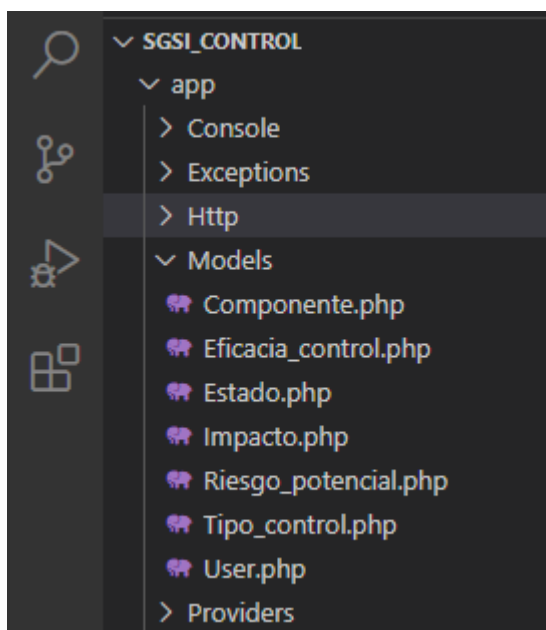 SGSI_CONTROL
app
Console
Exceptions
Http
Models
Componente.php
Eficacia_control.php
Estado.php
Impacto.php
Riesgo_potencial.php
Tipo_control.php
User.php
Providers